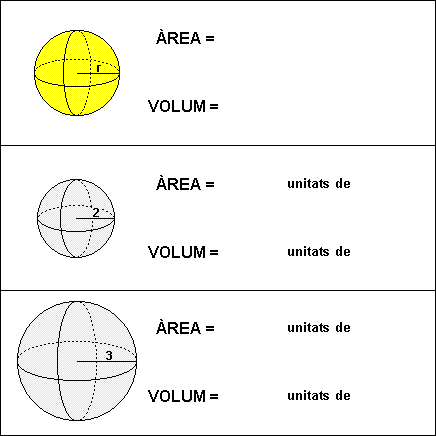 r
ÀREA =
VOLUM =
2
ÀREA = unitats de
VOLUM = unitats de
3
ÀREA = unitats de
VOLUM = unitats de